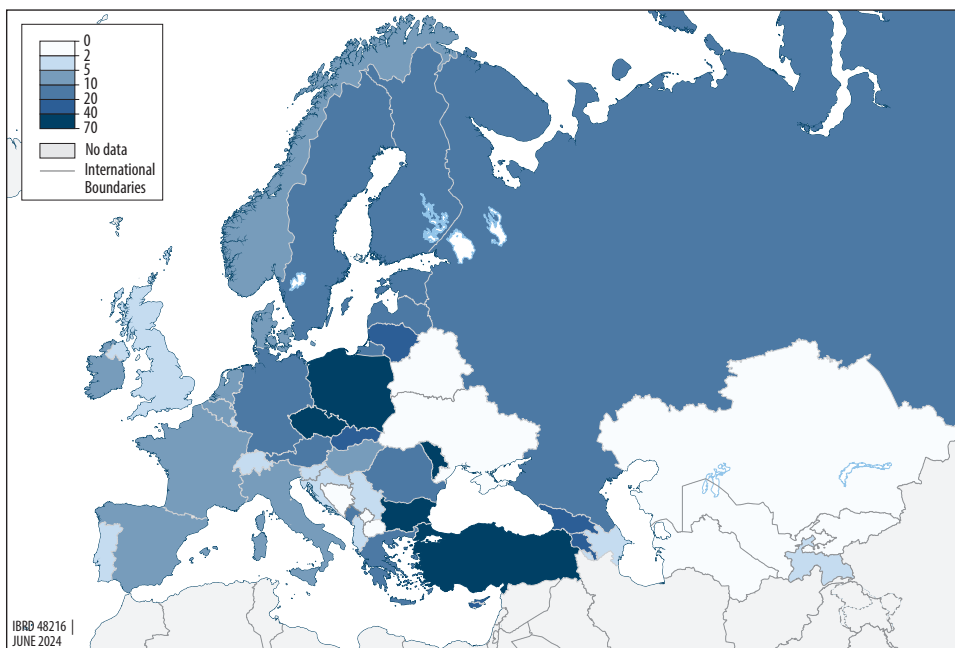 0
2
5
10
20
40
70
No data
International
Boundaries
IBRD 48216 |
JUNE 2024